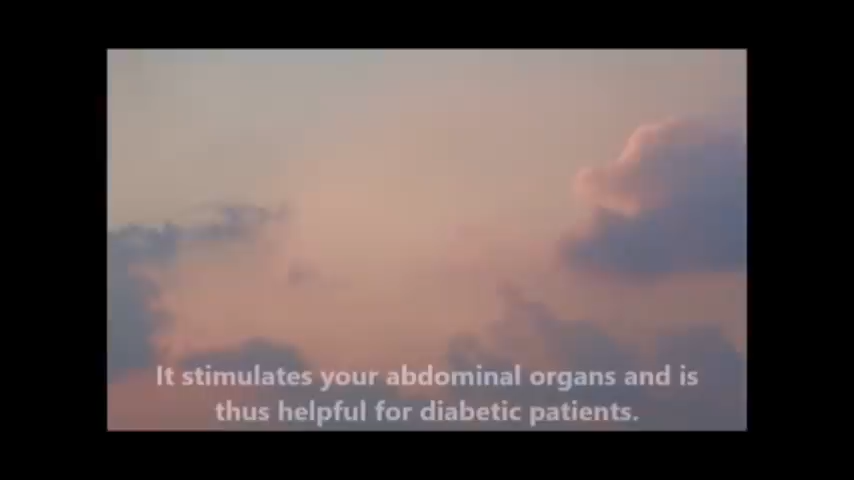 It stimulates your abdominal organs and is
thus helpful for diabetic patients.